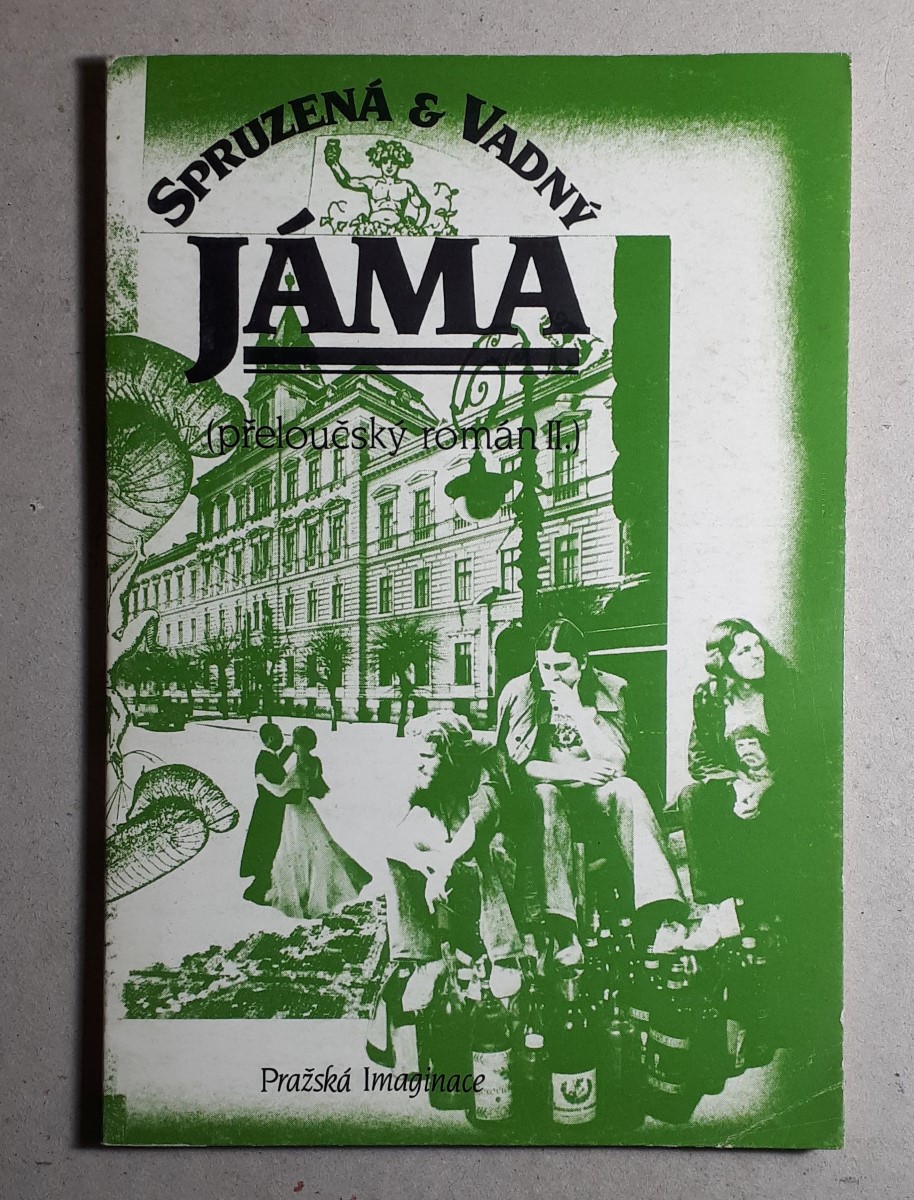 SPRUZENÁ & VADNÝ
JÁMA
(přeloučský román II.)
Pražská Imaginace